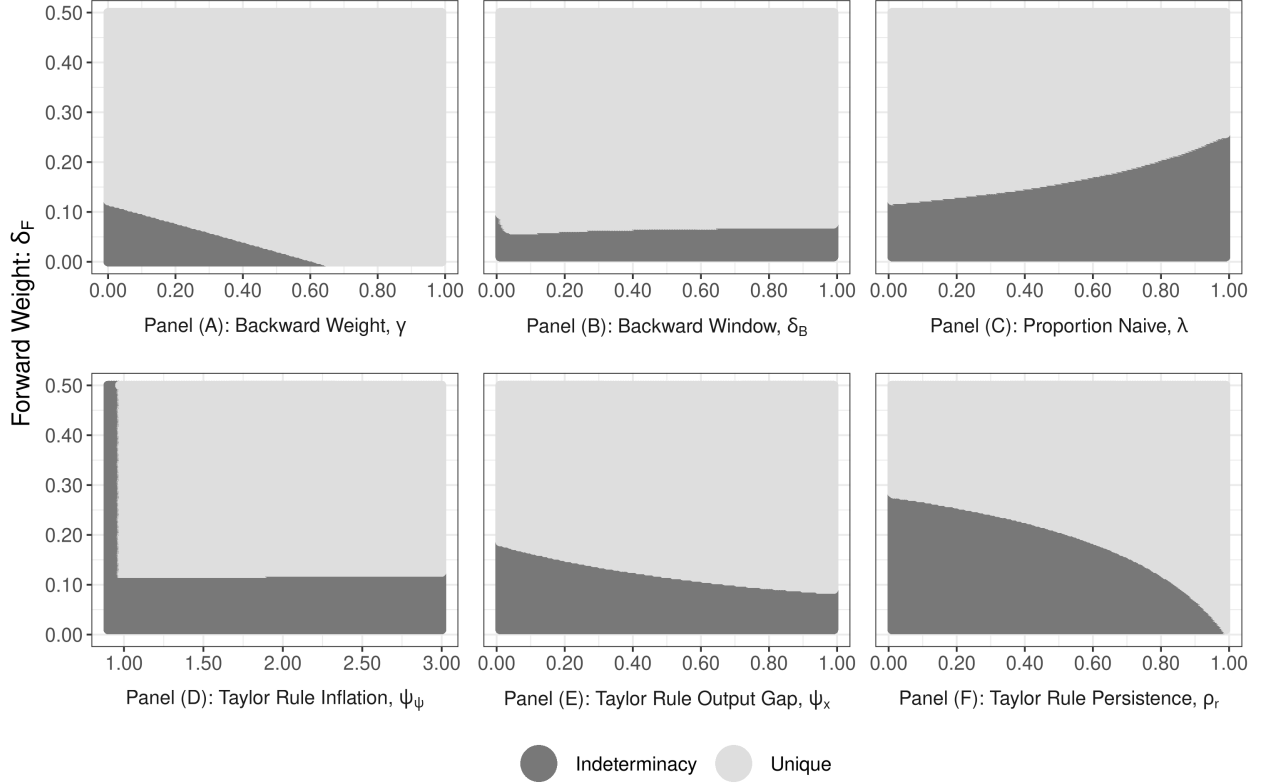 Forward Weight: δF
0.50
0.40
0.30
0.20
0.10
0.00
0.00 0.20 0.40 0.60 0.80 1.00
0.00 0.20 0.40 0.60 0.80 1.00
0.00 0.20 0.40 0.60 0.80 1.00
Panel (A): Backward Weight, γ
Panel (B): Backward Window, δB
Panel (C): Proportion Naive, λ
0.50
0.40
0.30
0.20
0.10
0.00
1.00 1.50 2.00 2.50 3.00
0.00 0.20 0.40 0.60 0.80 1.00
0.00 0.20 0.40 0.60 0.80 1.00
Panel (D): Taylor Rule Inflation, ψψ
Panel (E): Taylor Rule Output Gap, ψx
Panel (F): Taylor Rule Persistence, ρr
Indeterminacy
Unique